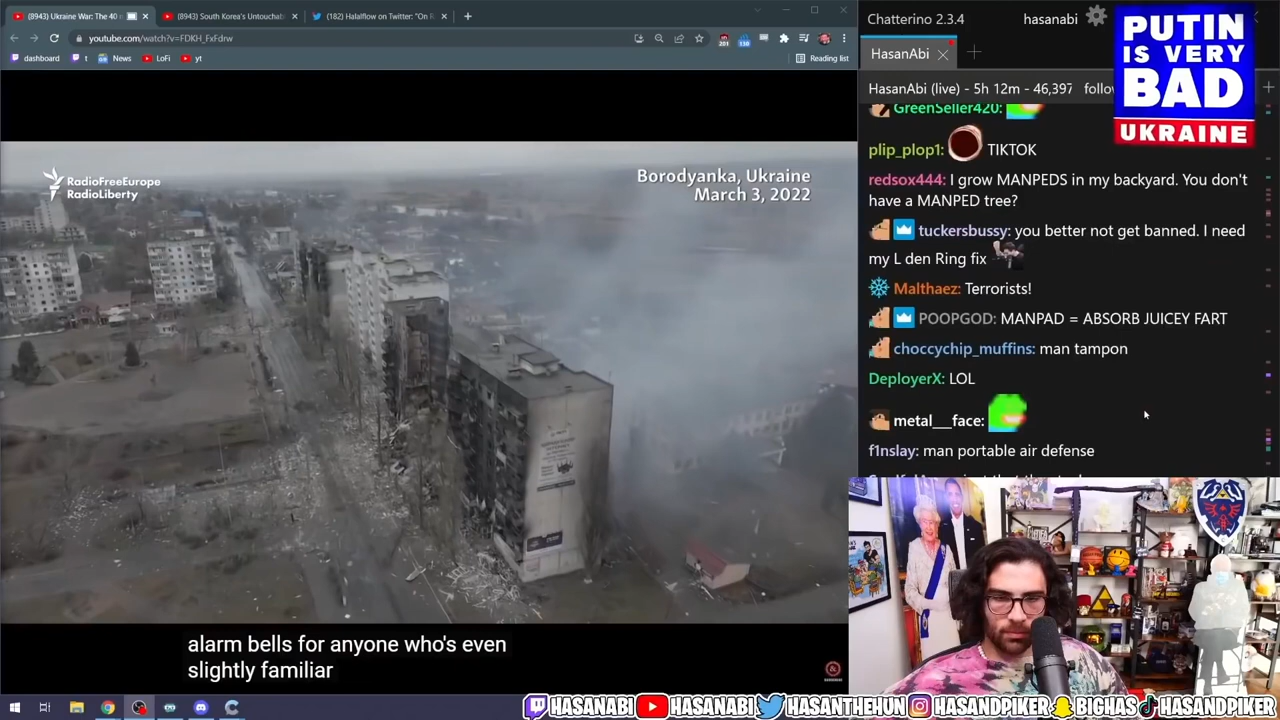 (8943) Ukraine War: The 40
(8943) South Korea's Untouchab
(182) Halalflow on Twitter: "On R
youtube.com/watch?v=FDKH_FxFdrw
dashboard
t
News
LoFi
yt
Reading list
RadioFreeEurope
RadioLiberty
Borodyanka, Ukraine
March 3, 2022
alarm bells for anyone who's even
slightly familiar
Chatterino 2.3.4
hasanabi
HasanAbi
HasanAbi (live) - 5h 12m - 46,397
PUTIN
IS VERY
BAD
UKRAINE
GreenSeller420:
plip_plop1: TIKTOK
redsox444: I grow MANPEDS in my backyard. You don't
have a MANPED tree?
tuckersbussy: you better not get banned. I need
my L den Ring fix
Malthaez: Terrorists!
POOPGOD: MANPAD = ABSORB JUICEY FART
choccychip_muffins: man tampon
DeployerX: LOL
metal___face:
f1nslay: man portable air defense
HASANABI HASANABI HASANTHEHUN HASANDPIKER BIGHAS HASANDPIKER